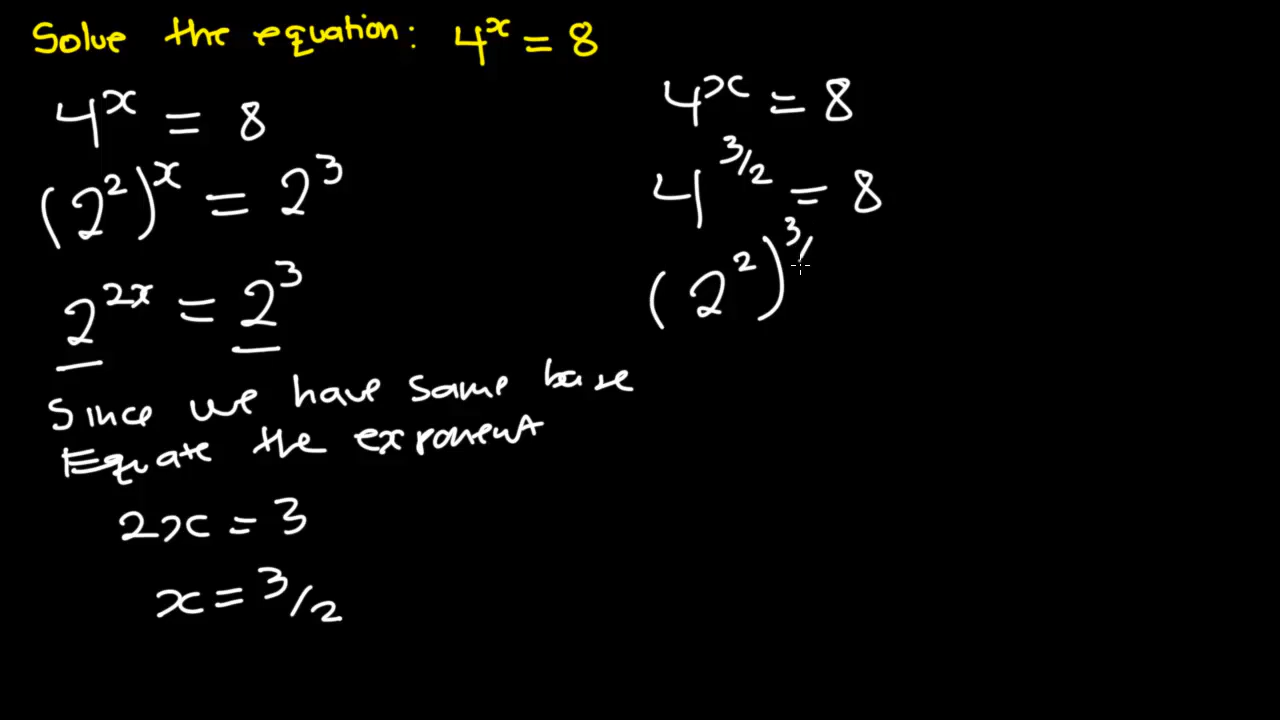 Solve the equation: 4^x = 8
4^x = 8
(2^2)^x = 2^3
2^2x = 2^3
Since we have same base
Equate the exponent
2x = 3
x = 3/2
4^x = 8
4^3/2 = 8
(2^2)^3/